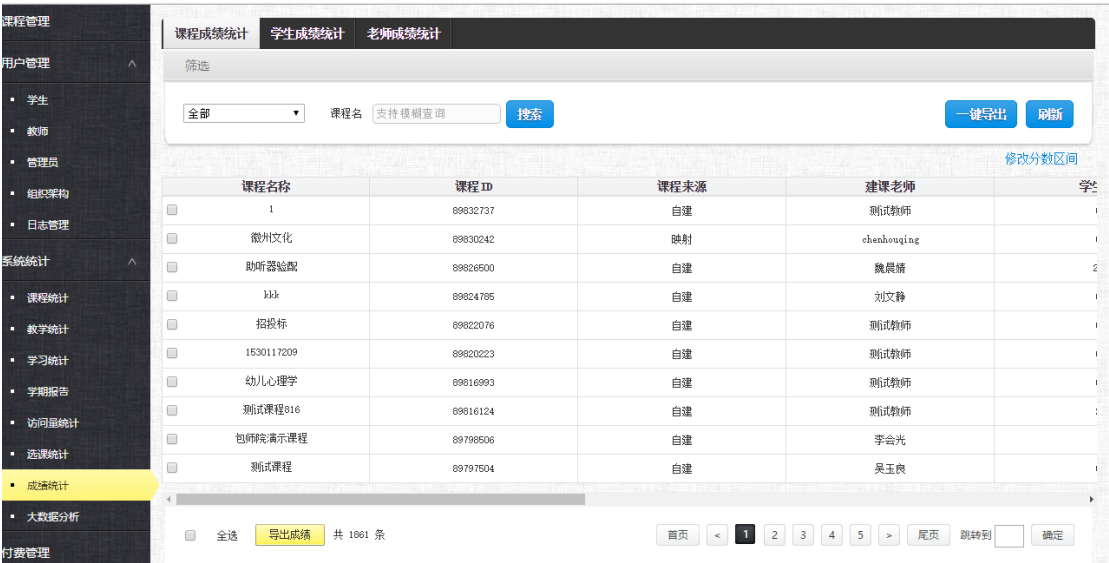 课程管理
用户管理
学生
教师
管理员
组织架构
日志管理
系统统计
课程统计
教学统计
学习统计
学期报告
访问量统计
选课统计
成绩统计
大数据分析
付费管理
课程成绩统计 学生成绩统计 老师成绩统计
筛选
全部 课程名 支持模糊查询 搜索 一键导出 刷新
修改分数区间
课程名称 课程ID 课程来源 建课老师
1 89832737 自建 测试教师
徽州文化 89830242 映射 chenhouqing
助听器验配 89826500 自建 魏晨婧
kkk 89824785 自建 刘文静
招投标 89822076 自建 测试教师
1530117209 89820223 自建 测试教师
幼儿心理学 89816993 自建 测试教师
测试课程816 89816124 自建 测试教师
包师院演示课程 89798506 自建 李会光
测试课程 89797504 自建 吴玉良
全选 导出成绩 共 1861 条 首页 < 1 2 3 4 5 > 尾页 跳转到 确定